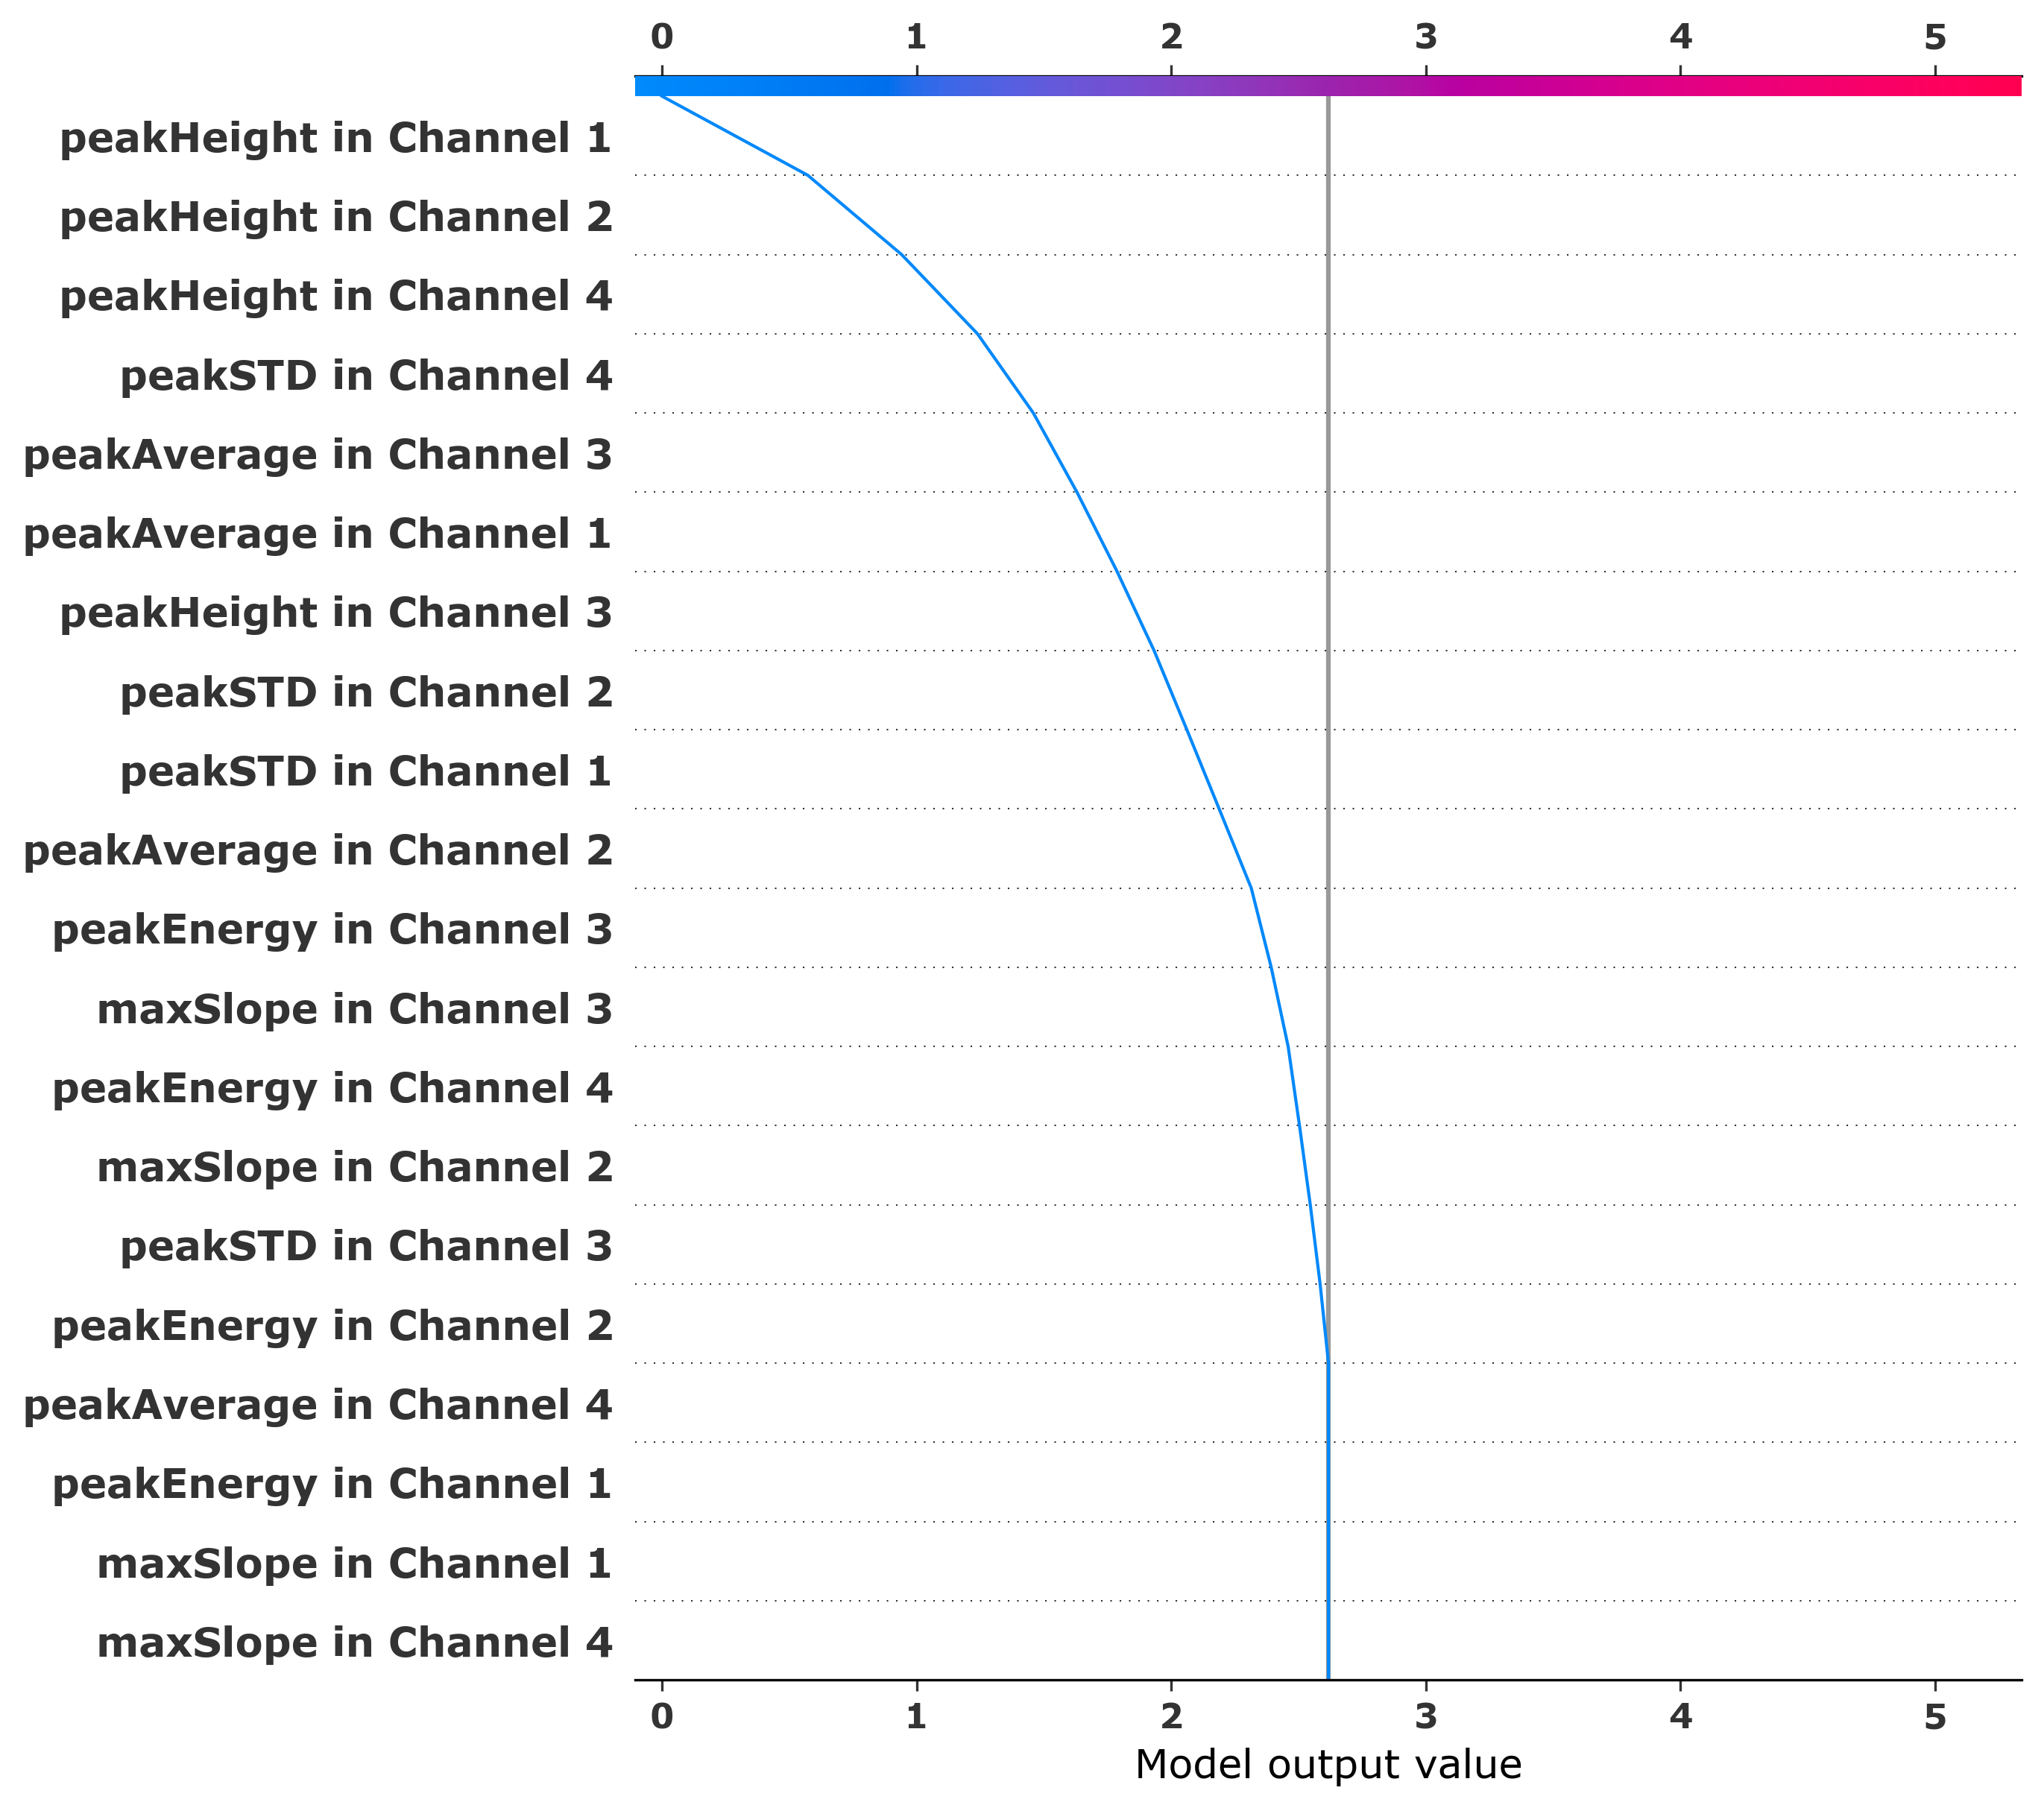 0 1 2 3 4 5
peakHeight in Channel 1
peakHeight in Channel 2
peakHeight in Channel 4
peakSTD in Channel 4
peakAverage in Channel 3
peakAverage in Channel 1
peakHeight in Channel 3
peakSTD in Channel 2
peakSTD in Channel 1
peakAverage in Channel 2
peakEnergy in Channel 3
maxSlope in Channel 3
peakEnergy in Channel 4
maxSlope in Channel 2
peakSTD in Channel 3
peakEnergy in Channel 2
peakAverage in Channel 4
peakEnergy in Channel 1
maxSlope in Channel 1
maxSlope in Channel 4
0 1 2 3 4 5
Model output value